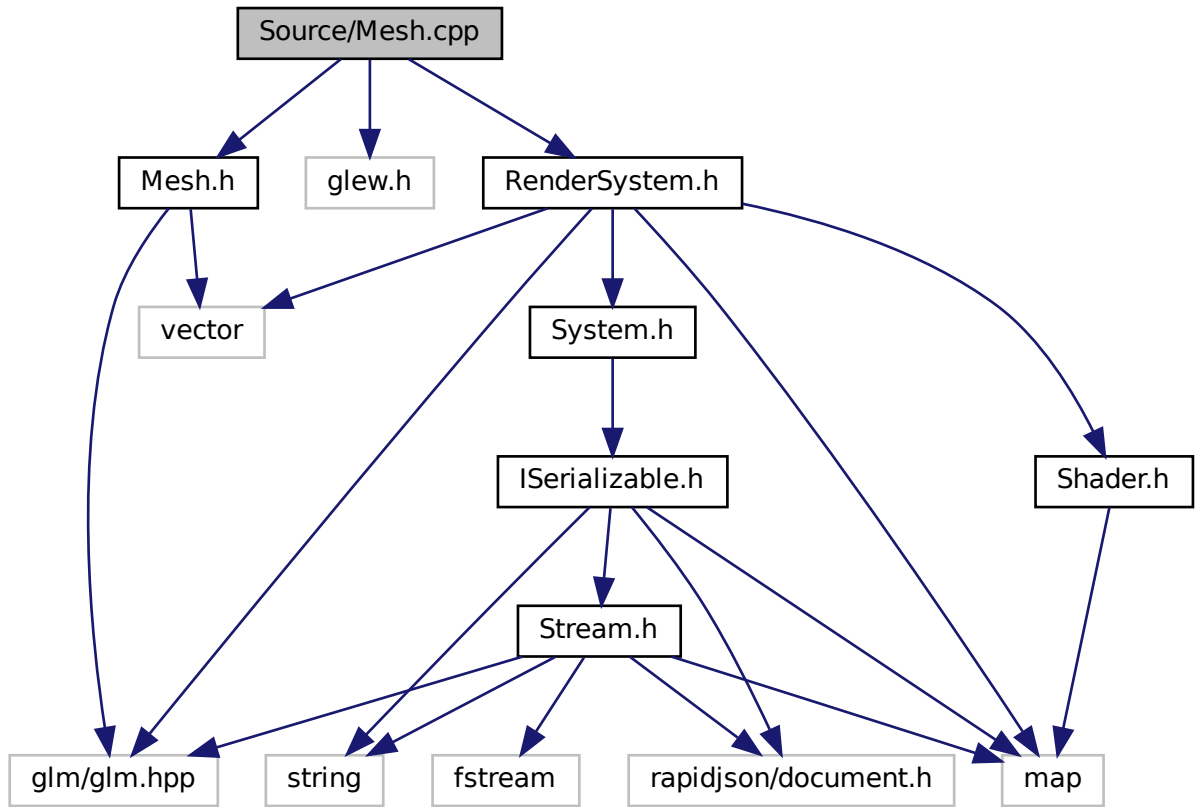 Source/Mesh.cpp
Mesh.h
glew.h
RenderSystem.h
vector
System.h
ISerializable.h
Shader.h
Stream.h
glm/glm.hpp
string
fstream
rapidjson/document.h
map